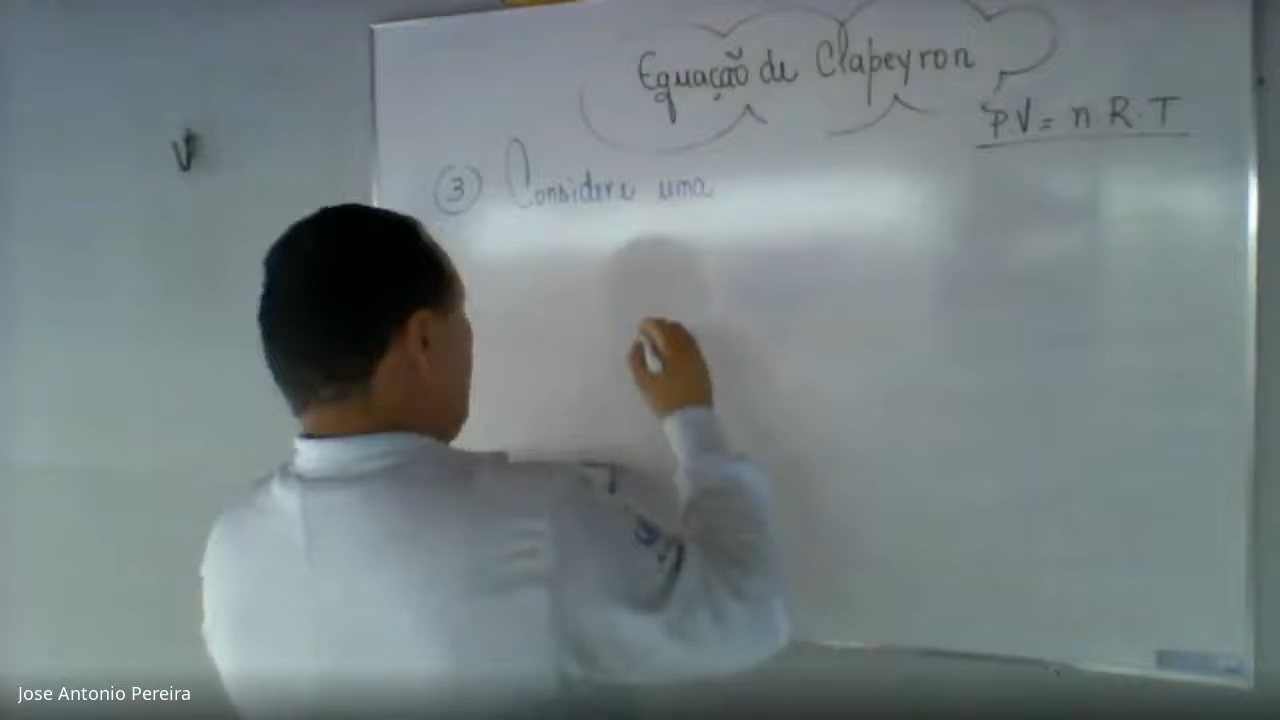 Equação de Clapeyron
P.V = n R.T
V
3 Considere uma
Jose Antonio Pereira